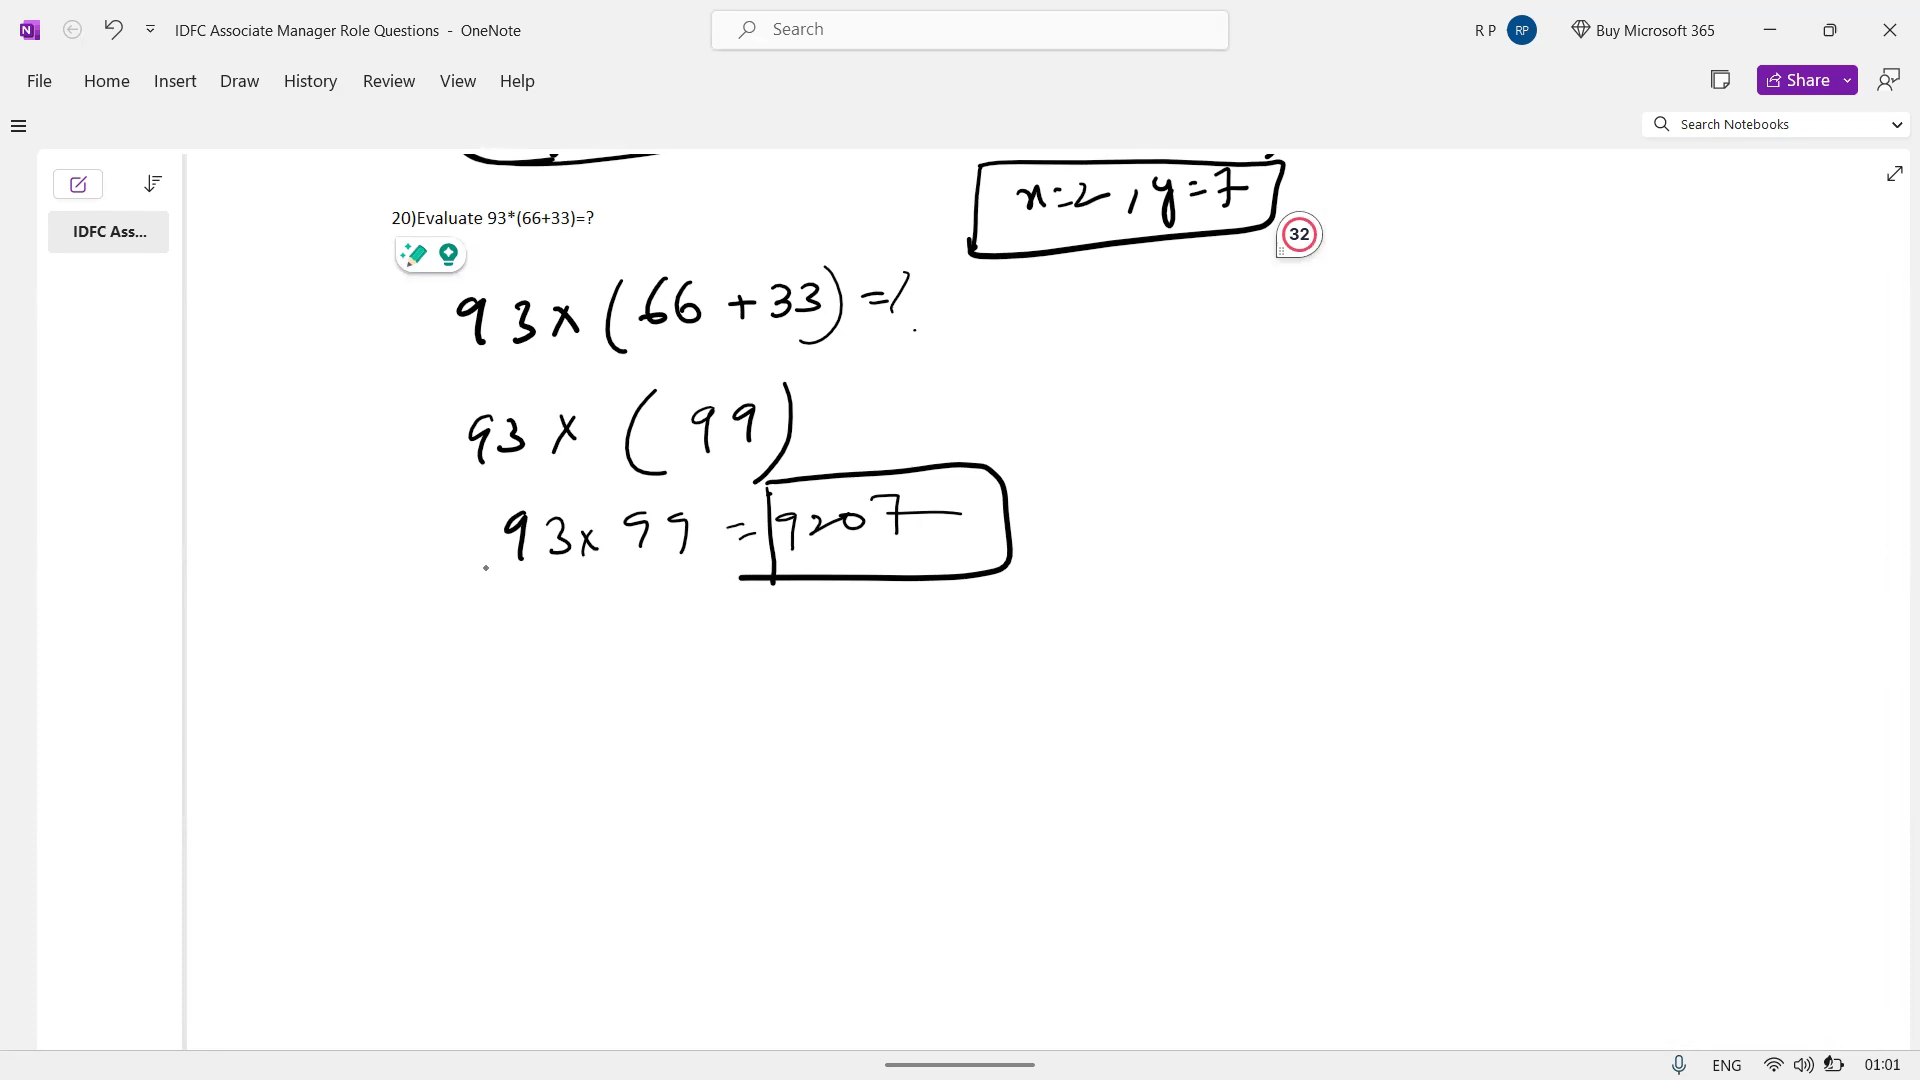 IDFC Associate Manager Role Questions - OneNote
Search
R P
RP
Buy Microsoft 365
File Home Insert Draw History Review View Help
Share
Search Notebooks
IDFC Ass...
x=2, y=7
20)Evaluate 93*(66+33)=?
32
93 x (66 + 33) =?
93 x (99)
93 x 99 = 9207
ENG
01:01